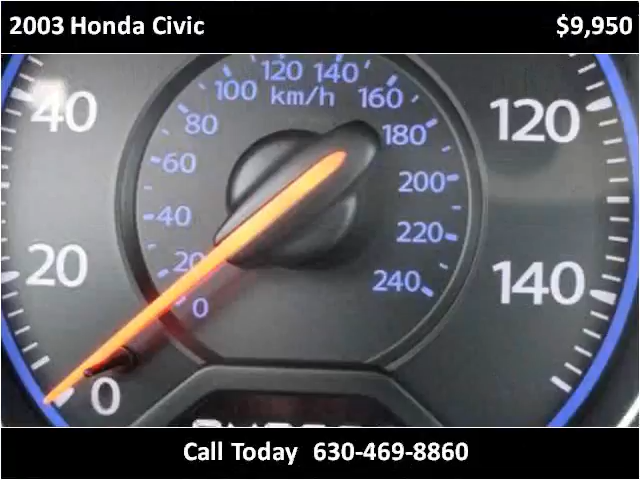 2003 Honda Civic $9,950
120 140
100 km/h 160
40 80 180 120
60 200
40 220
20 20 240 140
0
0
Call Today 630-469-8860